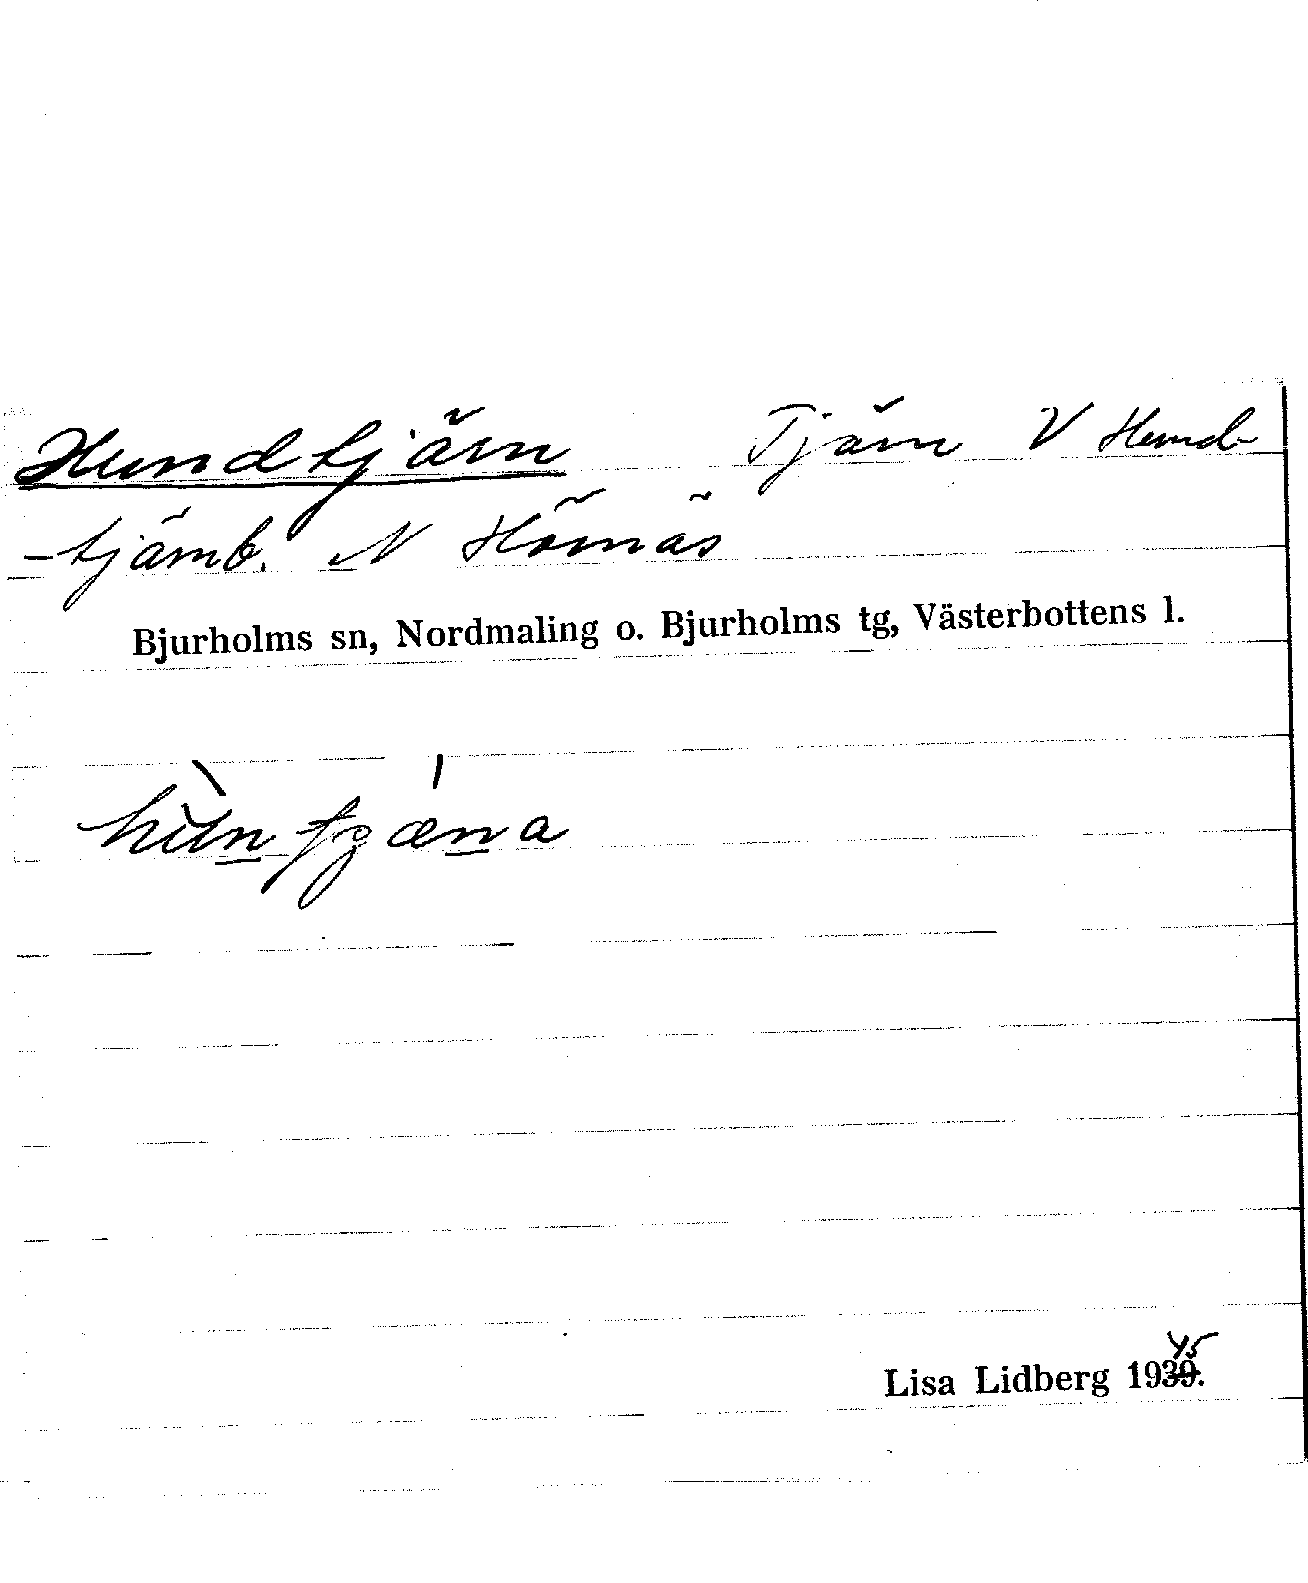 Hundtjärn Tjärn V Hund-
-tjärnb. N Hörnäs
Bjurholms sn, Nordmaling o. Bjurholms tg, Västerbottens l.
Lisa Lidberg 1945.